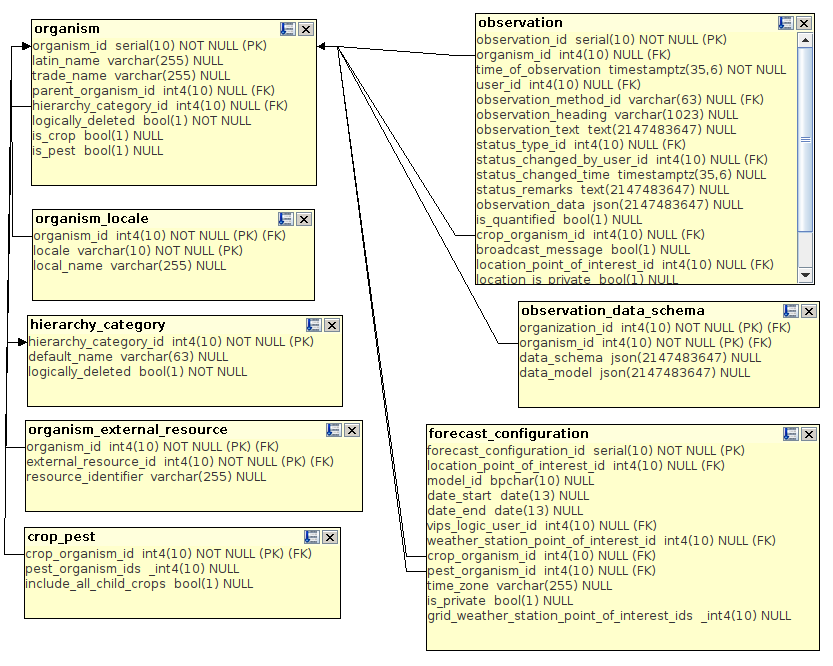 organism
organism_id serial(10) NOT NULL (PK)
latin_name varchar(255) NULL
trade_name varchar(255) NULL
parent_organism_id int4(10) NULL (FK)
hierarchy_category_id int4(10) NULL (FK)
logically_deleted bool(1) NOT NULL
is_crop bool(1) NULL
is_pest bool(1) NULL
organism_locale
organism_id int4(10) NOT NULL (PK) (FK)
locale varchar(10) NOT NULL (PK)
local_name varchar(255) NULL
hierarchy_category
hierarchy_category_id int4(10) NOT NULL (PK)
default_name varchar(63) NULL
logically_deleted bool(1) NOT NULL
organism_external_resource
organism_id int4(10) NOT NULL (PK) (FK)
external_resource_id int4(10) NOT NULL (PK) (FK)
resource_identifier varchar(255) NULL
crop_pest
crop_organism_id int4(10) NOT NULL (PK) (FK)
pest_organism_ids _int4(10) NULL
include_all_child_crops bool(1) NULL
observation
observation_id serial(10) NOT NULL (PK)
organism_id int4(10) NULL (FK)
time_of_observation timestamptz(35,6) NOT NULL
user_id int4(10) NULL (FK)
observation_method_id varchar(63) NULL (FK)
observation_heading varchar(1023) NULL
observation_text text(2147483647) NULL
status_type_id int4(10) NULL (FK)
status_changed_by_user_id int4(10) NULL (FK)
status_changed_time timestamptz(35,6) NULL
status_remarks text(2147483647) NULL
observation_data json(2147483647) NULL
is_quantified bool(1) NULL
crop_organism_id int4(10) NULL (FK)
broadcast_message bool(1) NULL
location_point_of_interest_id int4(10) NULL (FK)
location_is_private bool(1) NULL
observation_data_schema
organization_id int4(10) NOT NULL (PK) (FK)
organism_id int4(10) NOT NULL (PK) (FK)
data_schema json(2147483647) NULL
data_model json(2147483647) NULL
forecast_configuration
forecast_configuration_id serial(10) NOT NULL (PK)
location_point_of_interest_id int4(10) NULL (FK)
model_id bpchar(10) NULL
date_start date(13) NULL
date_end date(13) NULL
vips_logic_user_id int4(10) NULL (FK)
weather_station_point_of_interest_id int4(10) NULL (FK)
crop_organism_id int4(10) NULL (FK)
pest_organism_id int4(10) NULL (FK)
time_zone varchar(255) NULL
is_private bool(1) NULL
grid_weather_station_point_of_interest_ids _int4(10) NULL